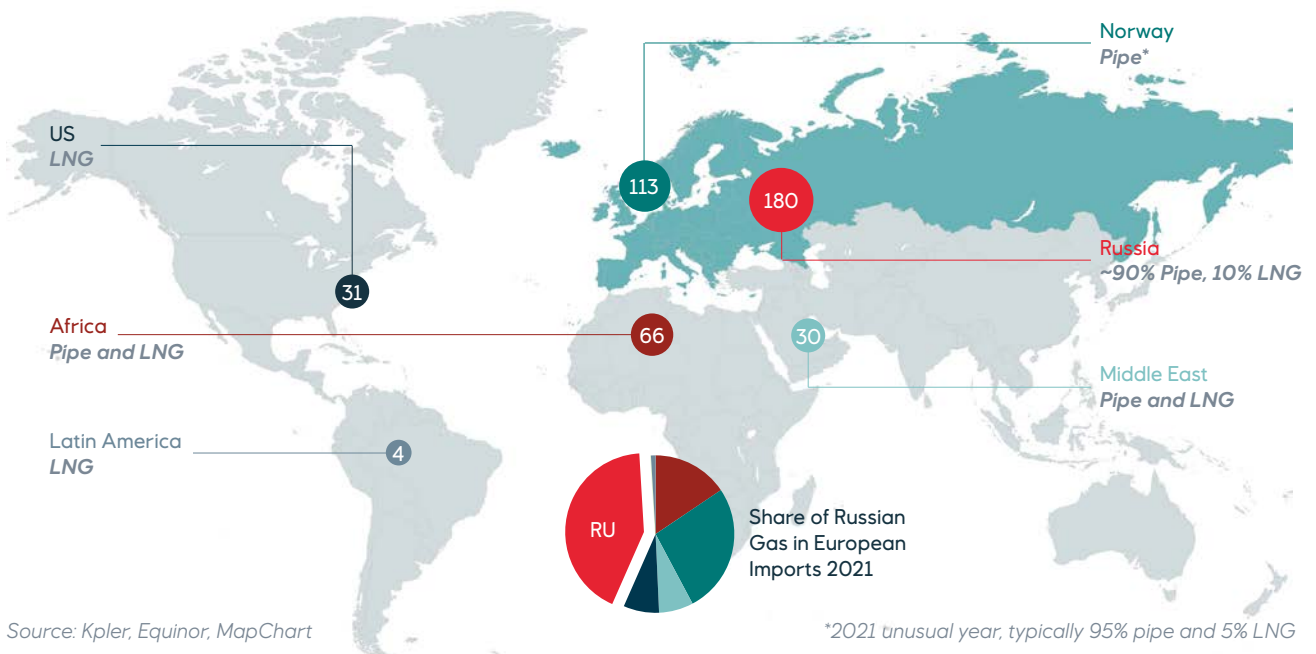 Norway
Pipe*
US
LNG
113
180
Russia
~90% Pipe, 10% LNG
31
Africa
Pipe and LNG
66
30
Middle East
Pipe and LNG
Latin America
LNG
4
RU
Share of Russian
Gas in European
Imports 2021
Source: Kpler, Equinor, MapChart
*2021 unusual year, typically 95% pipe and 5% LNG